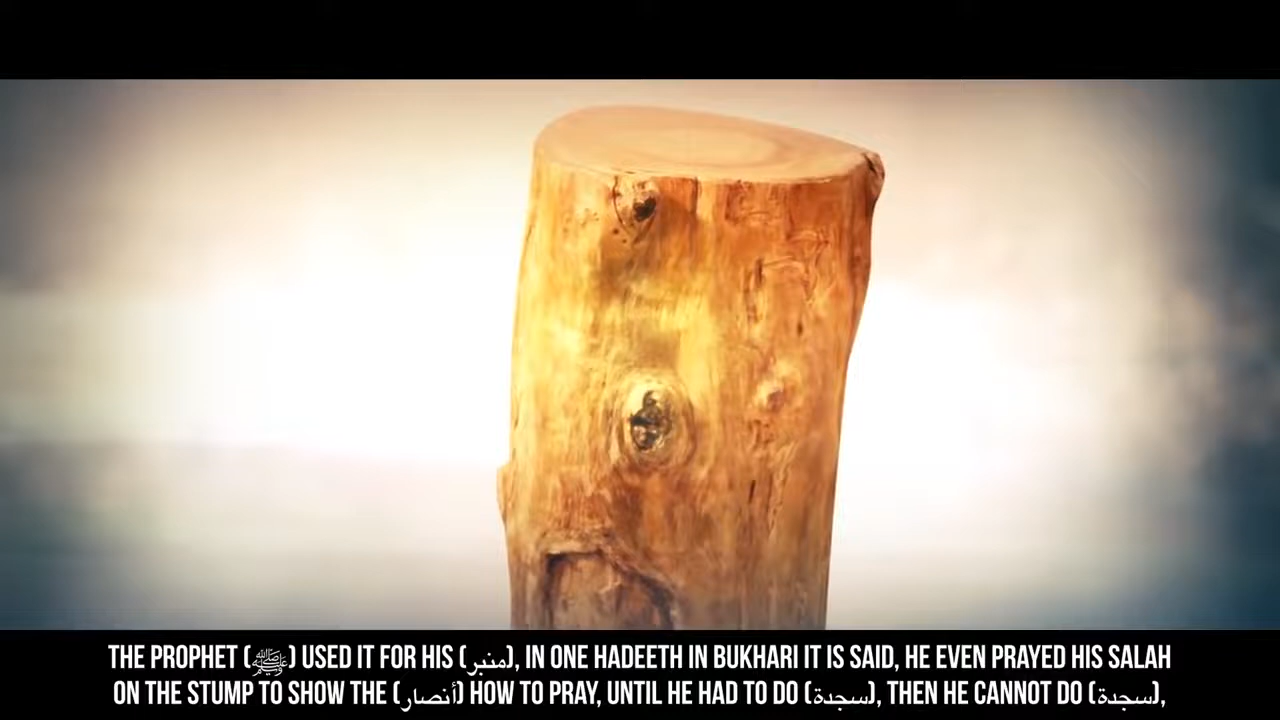 THE PROPHET (ﷺ) USED IT FOR HIS (منبر), IN ONE HADEETH IN BUKHARI IT IS SAID, HE EVEN PRAYED HIS SALAH
ON THE STUMP TO SHOW THE (أنصار) HOW TO PRAY, UNTIL HE HAD TO DO (سجدة), THEN HE CANNOT DO (سجدة),